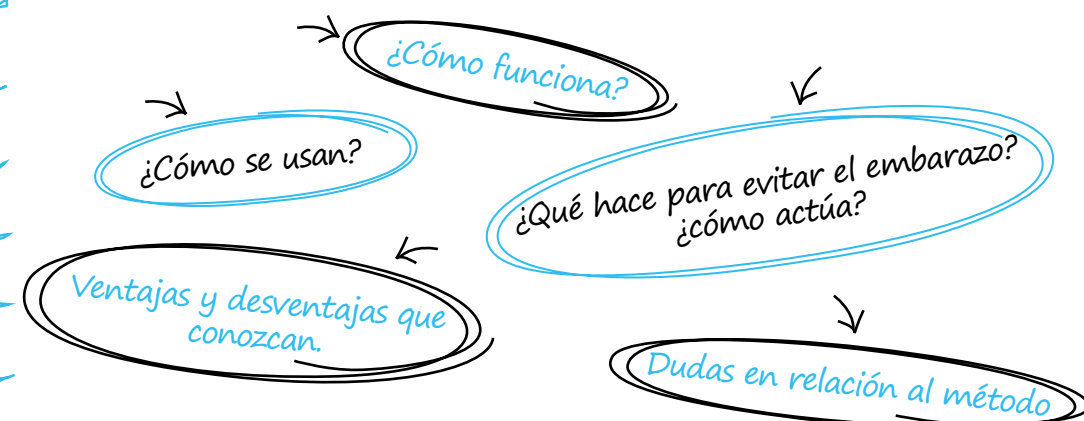 ¿Cómo funciona?
¿Cómo se usan?
¿Qué hace para evitar el embarazo?
¿cómo actúa?
Ventajas y desventajas que
conozcan.
Dudas en relación al método